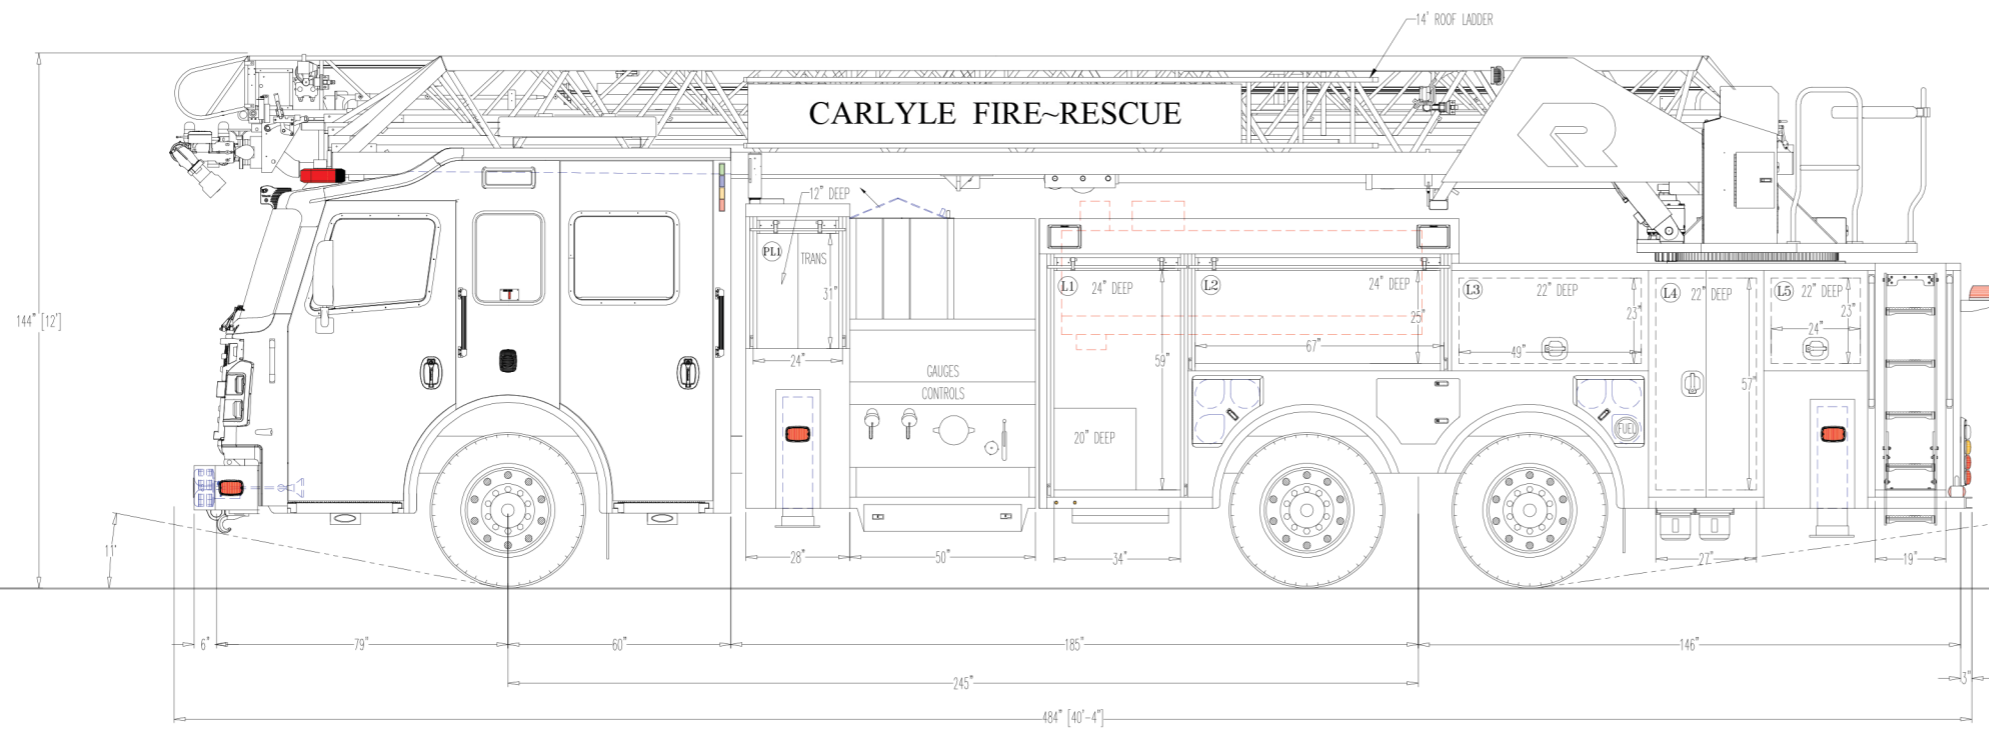 14' ROOF LADDER
CARLYLE FIRE~RESCUE
R
12" DEEP
PL1
TRANS
31"
24"
144" [12']
L1
24" DEEP
L2
24" DEEP
25"
67"
59"
20" DEEP
L3
22" DEEP
23"
49"
L4
22" DEEP
57"
L5
22" DEEP
23"
24"
GAUGES
CONTROLS
FUEL
11°
28"
50"
34"
27"
19"
6"
79"
60"
185"
146"
3"
245"
484" [40'-4"]